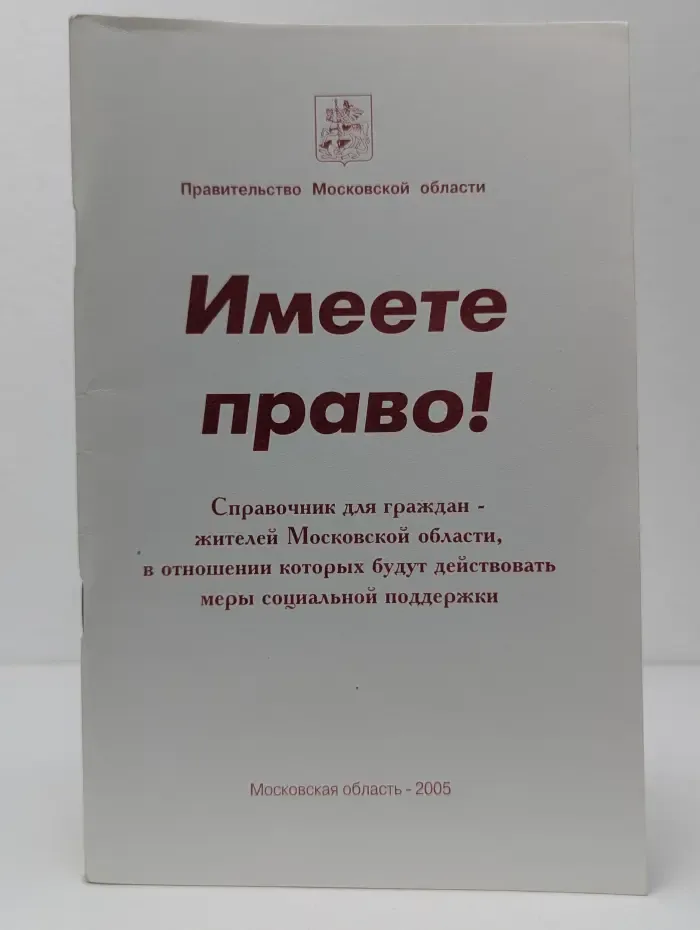 Правительство Московской области
Имеете
право!
Справочник для граждан -
жителей Московской области,
в отношении которых будут действовать
меры социальной поддержки
Московская область - 2005